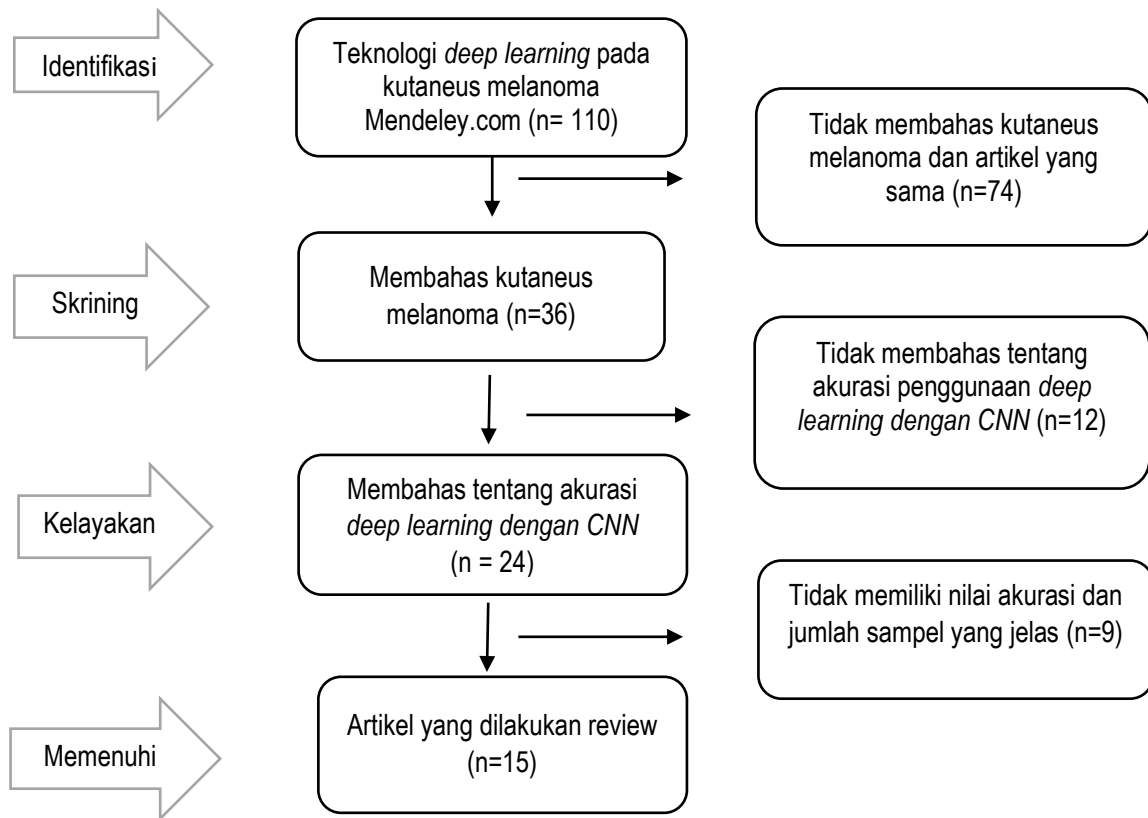 Identifikasi
Teknologi deep learning pada
kutaneus melanoma
Mendeley.com (n= 110)
Tidak membahas kutaneus
melanoma dan artikel yang
sama (n=74)
Skrining
Membahas kutaneus
melanoma (n=36)
Tidak membahas tentang
akurasi penggunaan deep
learning dengan CNN (n=12)
Kelayakan
Membahas tentang akurasi
deep learning dengan CNN
(n = 24)
Tidak memiliki nilai akurasi dan
jumlah sampel yang jelas (n=9)
Memenuhi
Artikel yang dilakukan review
(n=15)